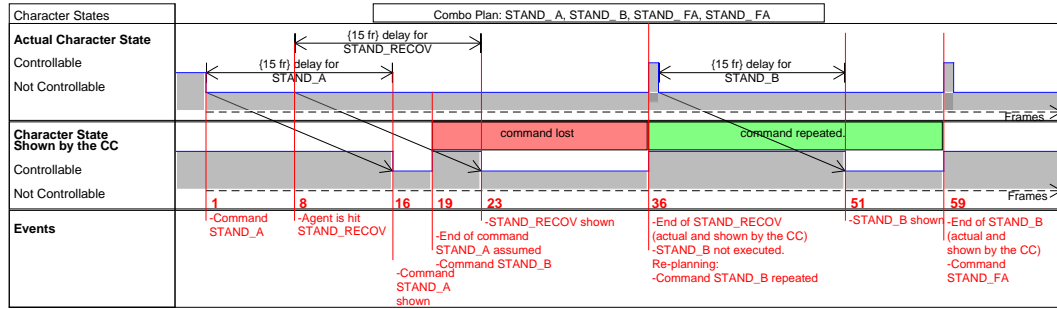 Character States
Combo Plan: STAND_ A, STAND_ B, STAND_ FA, STAND_ FA
Actual Character State
{15 fr} delay for
STAND_RECOV
Controllable
{15 fr} delay for
STAND_A
{15 fr} delay for
STAND_B
Not Controllable
Frames
Character State
Shown by the CC
command lost
command repeated.
Controllable
Not Controllable
Frames
1
8
16
19
23
36
51
59
Events
-Command
STAND_A
-Agent is hit
STAND_RECOV
-Command
STAND_A
shown
-End of command
STAND_A assumed
-Command STAND_B
-STAND_RECOV shown
-End of STAND_RECOV
(actual and shown by the CC)
-STAND_B not executed.
Re-planning:
-Command STAND_B repeated
-STAND_B shown
-End of STAND_B
(actual and
shown by the CC)
-Command
STAND_FA